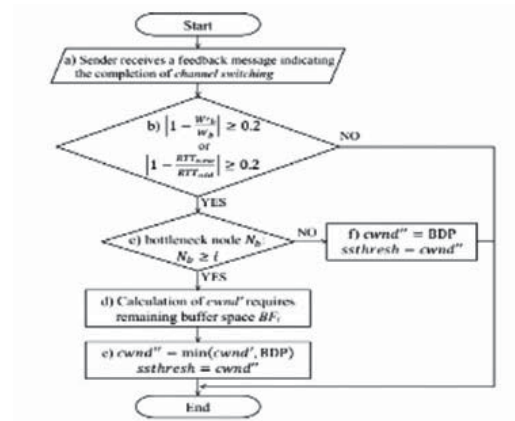 Start
a) Sender receives a feedback message indicating
the completion of channel switching
b) |1 − W'b / Wb| ≥ 0.2
or
|1 − RTTnew / RTTold| ≥ 0.2
NO
YES
c) bottleneck node Nb:
Nb ≥ i
NO
f) cwnd'' = BDP
ssthresh = cwnd''
YES
d) Calculation of cwnd' requires
remaining buffer space BFi
e) cwnd'' = min(cwnd', BDP)
ssthresh = cwnd''
End